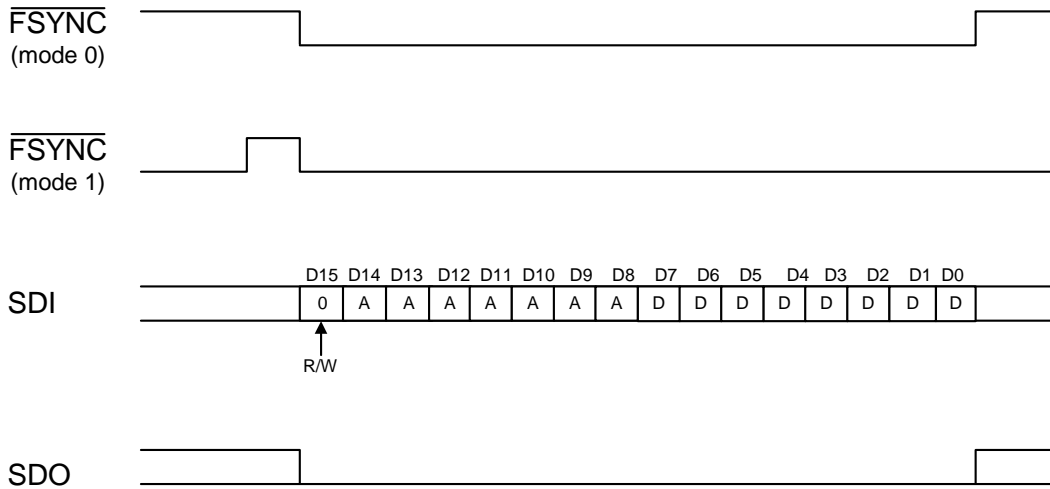 FSYNC
(mode 0)
FSYNC
(mode 1)
D15 D14 D13 D12 D11 D10 D9 D8 D7 D6 D5 D4 D3 D2 D1 D0
SDI 0 A A A A A A A D D D D D D D D
R/W
SDO